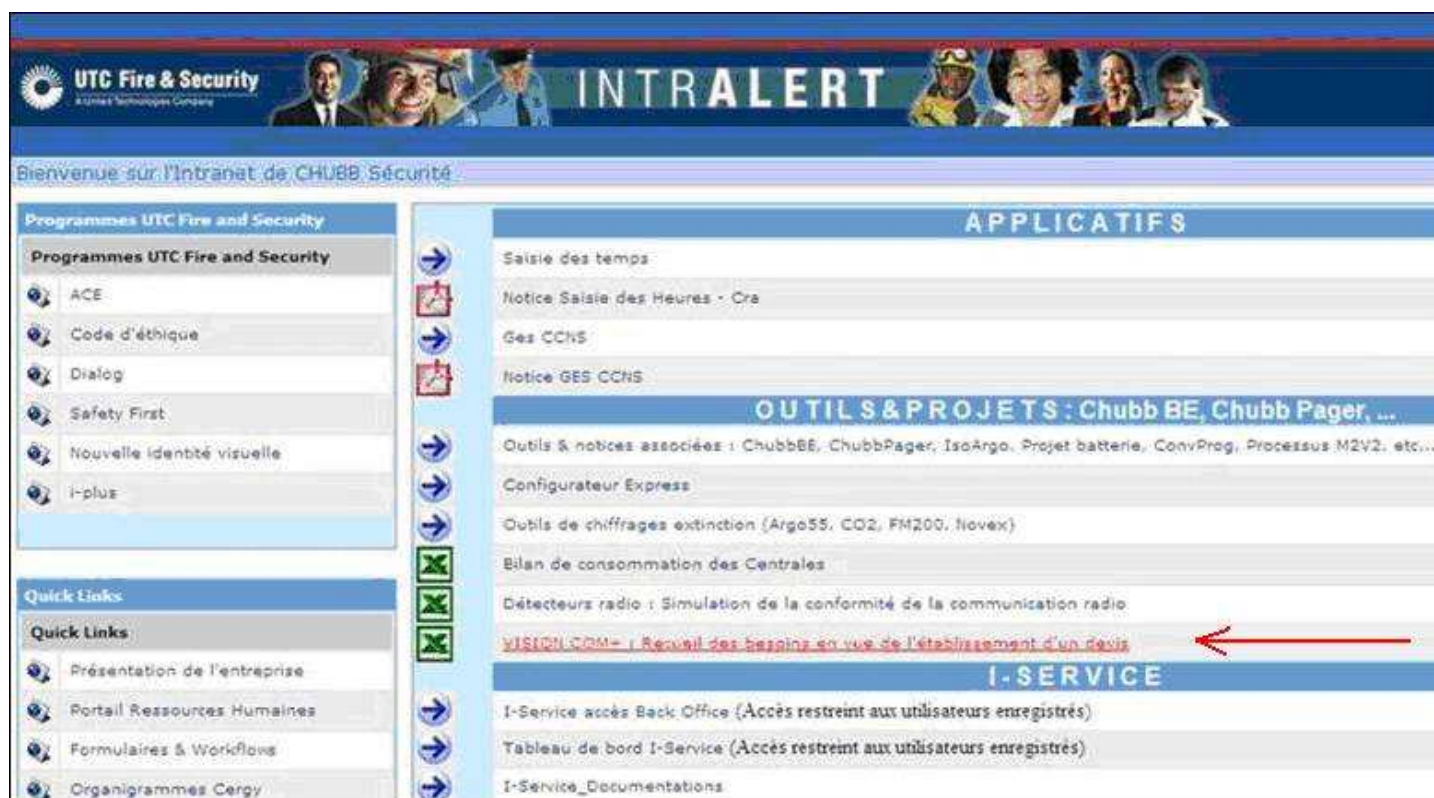 UTC Fire & Security
A United Technologies Company
INTRALERT
Bienvenue sur l'Intranet de CHUBB Sécurité
Programmes UTC Fire and Security
Programmes UTC Fire and Security
ACE
Code d'éthique
Dialog
Safety First
Nouvelle identité visuelle
i-plus
Quick Links
Quick Links
Présentation de l'entreprise
Portail Ressources Humaines
Formulaires & Workflows
Organigrammes Cergy
APPLICATIFS
Saisie des temps
Notice Saisie des Heures - Cra
Ges CCNS
Notice GES CCNS
OUTILS&PROJETS : Chubb BE, Chubb Pager, ...
Outils & notices associées : ChubbBE, ChubbPager, IsoArgo, Projet batterie, ConvProg, Processus M2V2, etc...
Configurateur Express
Outils de chiffrages extinction (Argo55, CO2, FM200, Novex)
Bilan de consommation des Centrales
Détecteurs radio : Simulation de la conformité de la communication radio
VISION COM+ : Recueil des besoins en vue de l'établissement d'un devis
I-SERVICE
I-Service accès Back Office (Accès restreint aux utilisateurs enregistrés)
Tableau de bord I-Service (Accès restreint aux utilisateurs enregistrés)
I-Service_Documentations